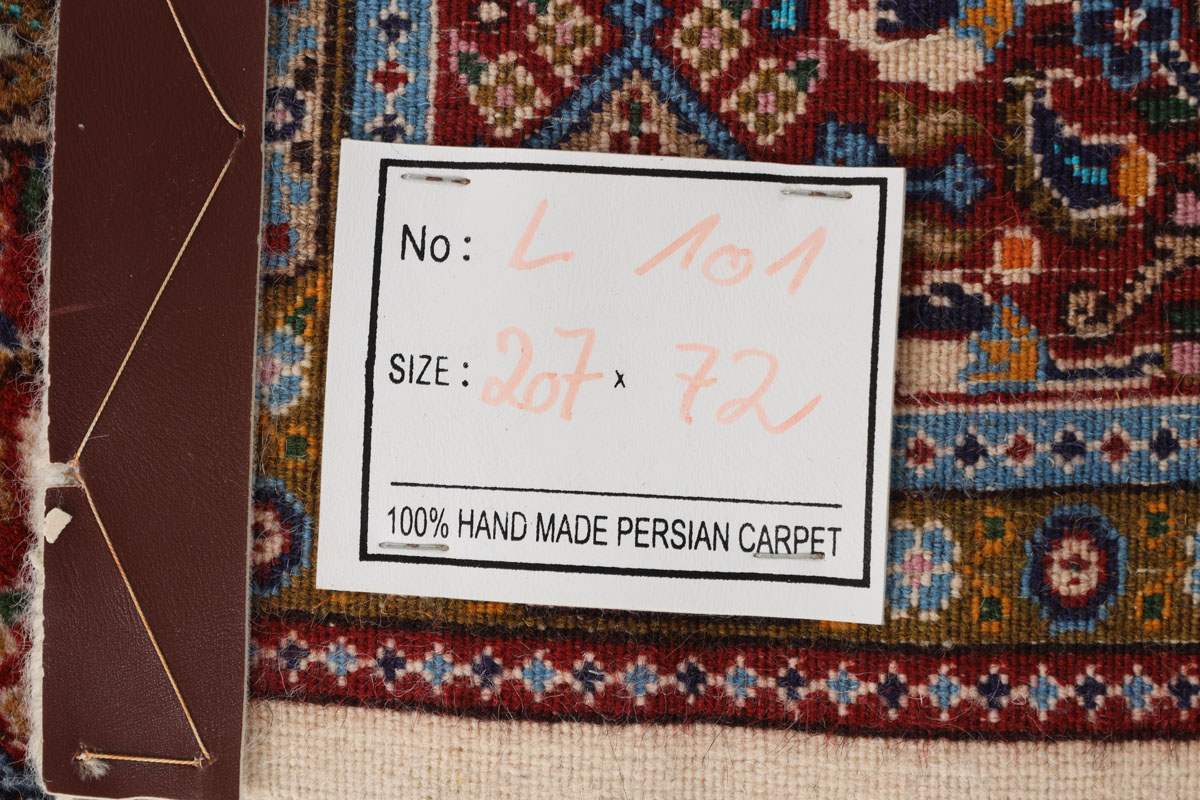 No: L 101
SIZE: 207 x 72
100% HAND MADE PERSIAN CARPET